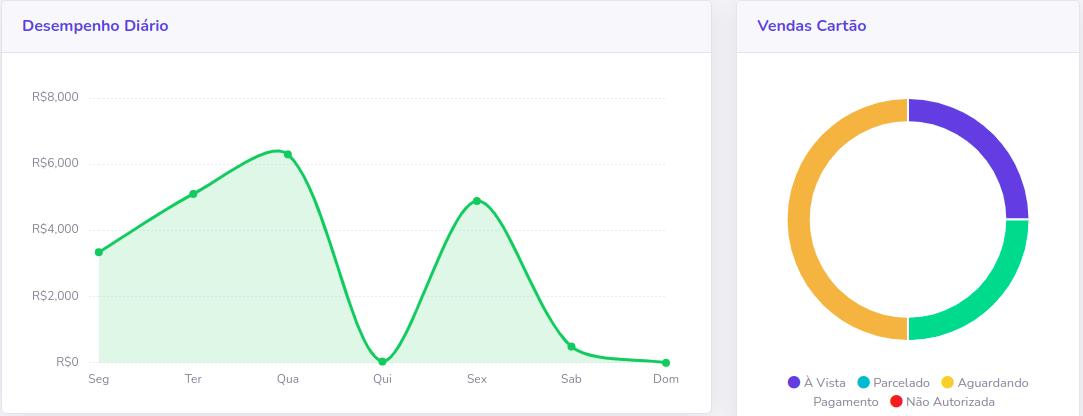 Desempenho Diário
R$8,000
R$6,000
R$4,000
R$2,000
R$0
Seg Ter Qua Qui Sex Sab Dom
Vendas Cartão
À Vista Parcelado Aguardando
Pagamento Não Autorizada